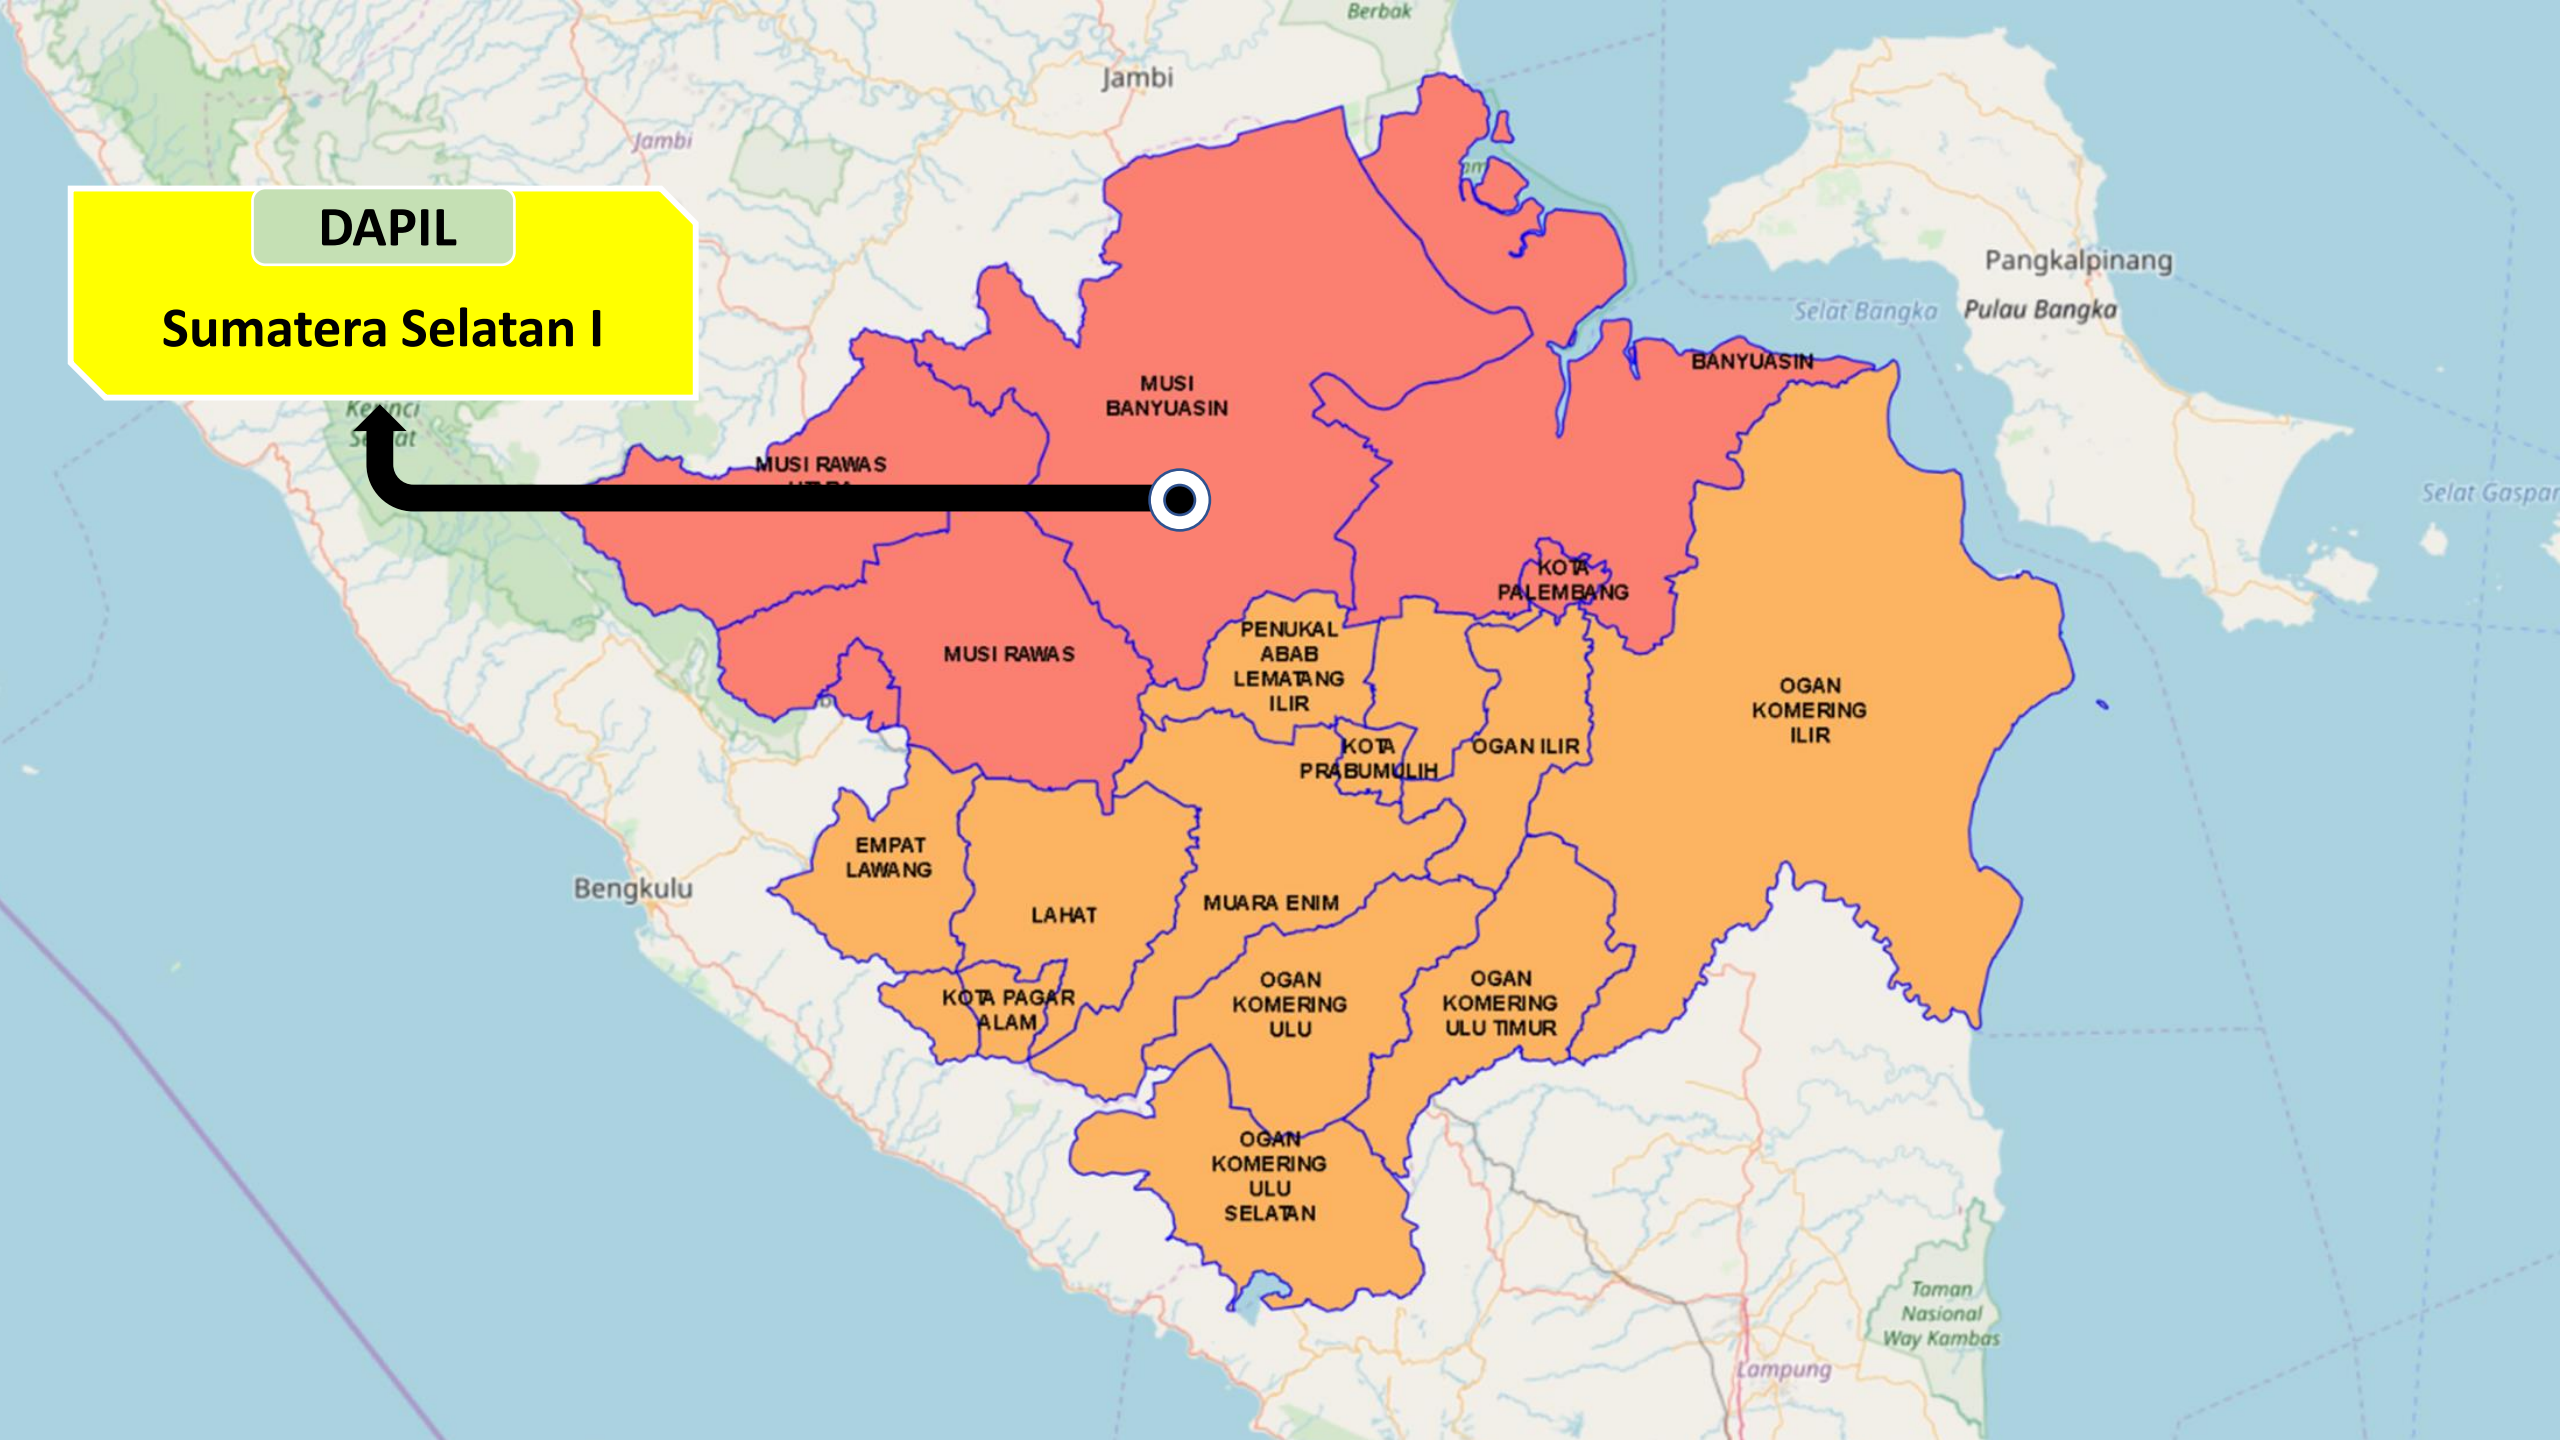 Berbak
Jambi
Jambi
DAPIL
Sumatera Selatan I
Pangkalpinang
Selat Bangka
Pulau Bangka
BANYUASIN
MUSI
BANYUASIN
Kerinci
MUSI RAWAS
Selat Gaspar
KOTA
PALEMBANG
PENUKAL
ABAB
LEMATANG
ILIR
MUSI RAWAS
OGAN
KOMERING
ILIR
KOTA
PRABUMULIH
OGAN ILIR
EMPAT
LAWANG
Bengkulu
LAHAT
MUARA ENIM
KOTA PAGAR
ALAM
OGAN
KOMERING
ULU
OGAN
KOMERING
ULU TIMUR
OGAN
KOMERING
ULU
SELATAN
Taman
Nasional
Way Kambas
Lampung